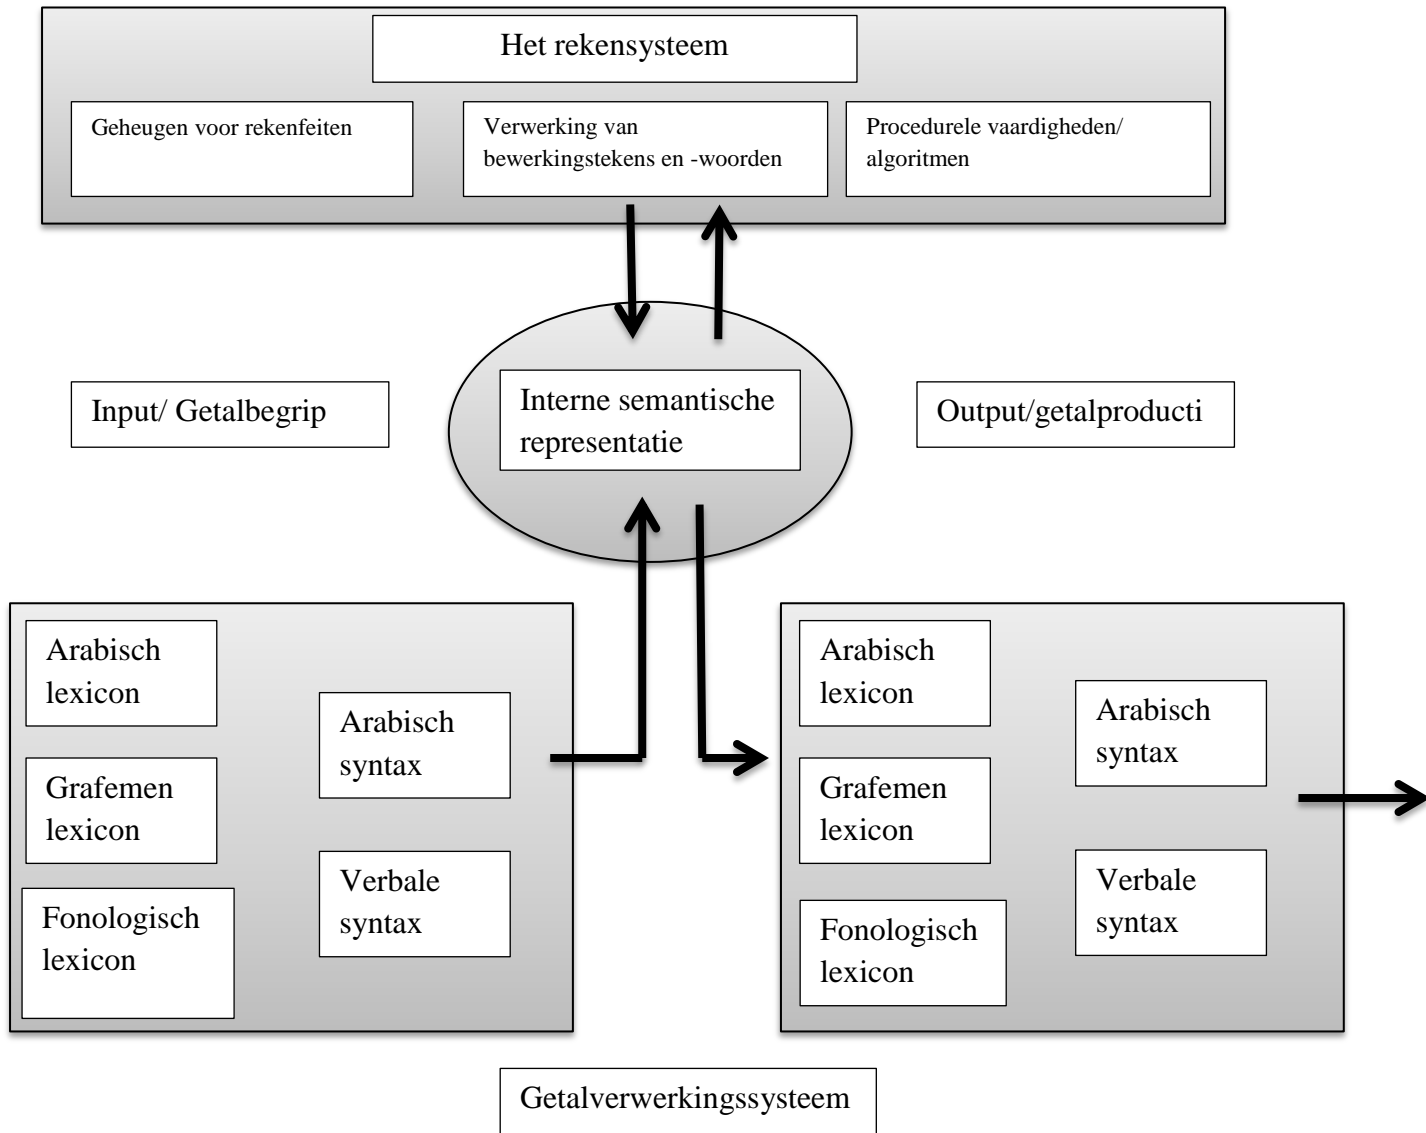 Het rekensysteem
Geheugen voor rekenfeiten
Verwerking van
bewerkingstekens en -woorden
Procedurele vaardigheden/
algoritmen
Input/ Getalbegrip
Interne semantische
representatie
Output/getalproducti
Arabisch
lexicon
Grafemen
lexicon
Fonologisch
lexicon
Arabisch
syntax
Verbale
syntax
Arabisch
lexicon
Grafemen
lexicon
Fonologisch
lexicon
Arabisch
syntax
Verbale
syntax
Getalverwerkingssysteem